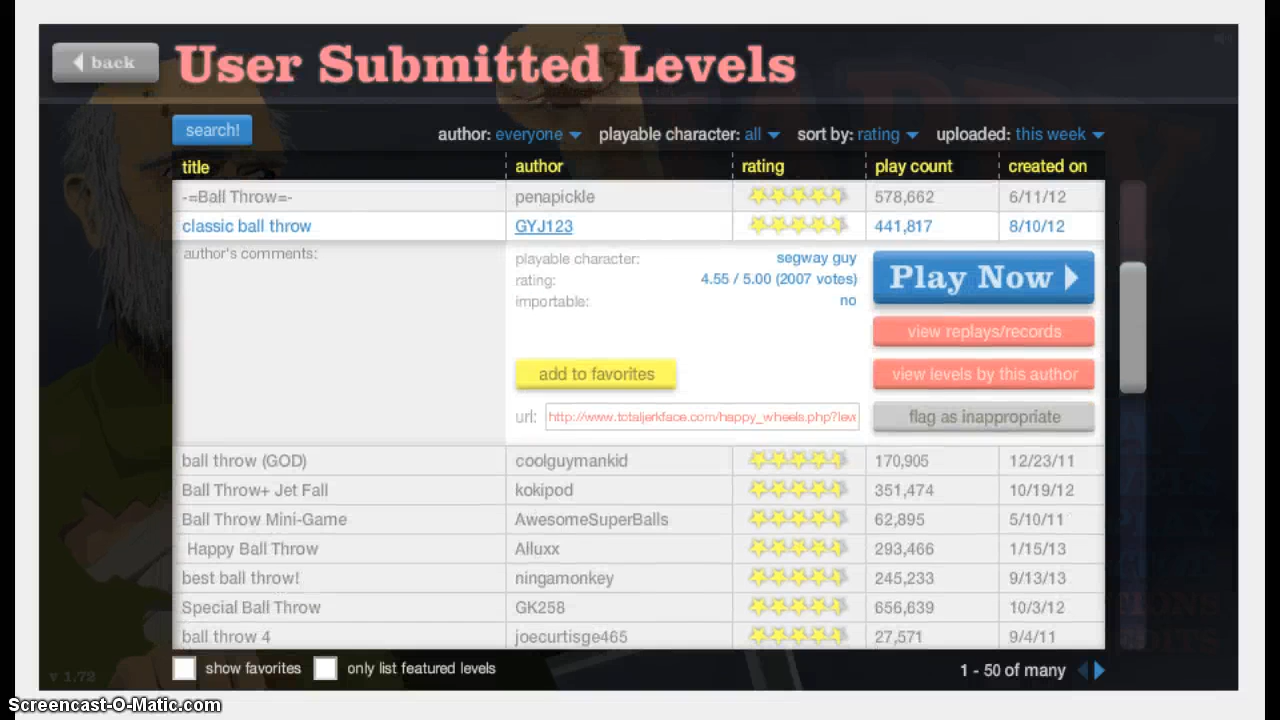 back
User Submitted Levels
search!
author: everyone playable character: all sort by: rating uploaded: this week
title author rating play count created on
-=Ball Throw=- penapickle 578,662 6/11/12
classic ball throw GYJ123 441,817 8/10/12
author's comments:
playable character: segway guy
rating: 4.55 / 5.00 (2007 votes)
importable: no
Play Now
view replays/records
add to favorites
view levels by this author
url: http://www.totaljerkface.com/happy_wheels.php?lev
flag as inappropriate
ball throw (GOD) coolguymankid 170,905 12/23/11
Ball Throw+ Jet Fall kokipod 351,474 10/19/12
Ball Throw Mini-Game AwesomeSuperBalls 62,895 5/10/11
Happy Ball Throw Alluxx 293,466 1/15/13
best ball throw! ningamonkey 245,233 9/13/13
Special Ball Throw GK258 656,639 10/3/12
ball throw 4 joecurtisge465 27,571 9/4/11
show favorites only list featured levels
1 - 50 of many
v 1.72
Screencast-O-Matic.com